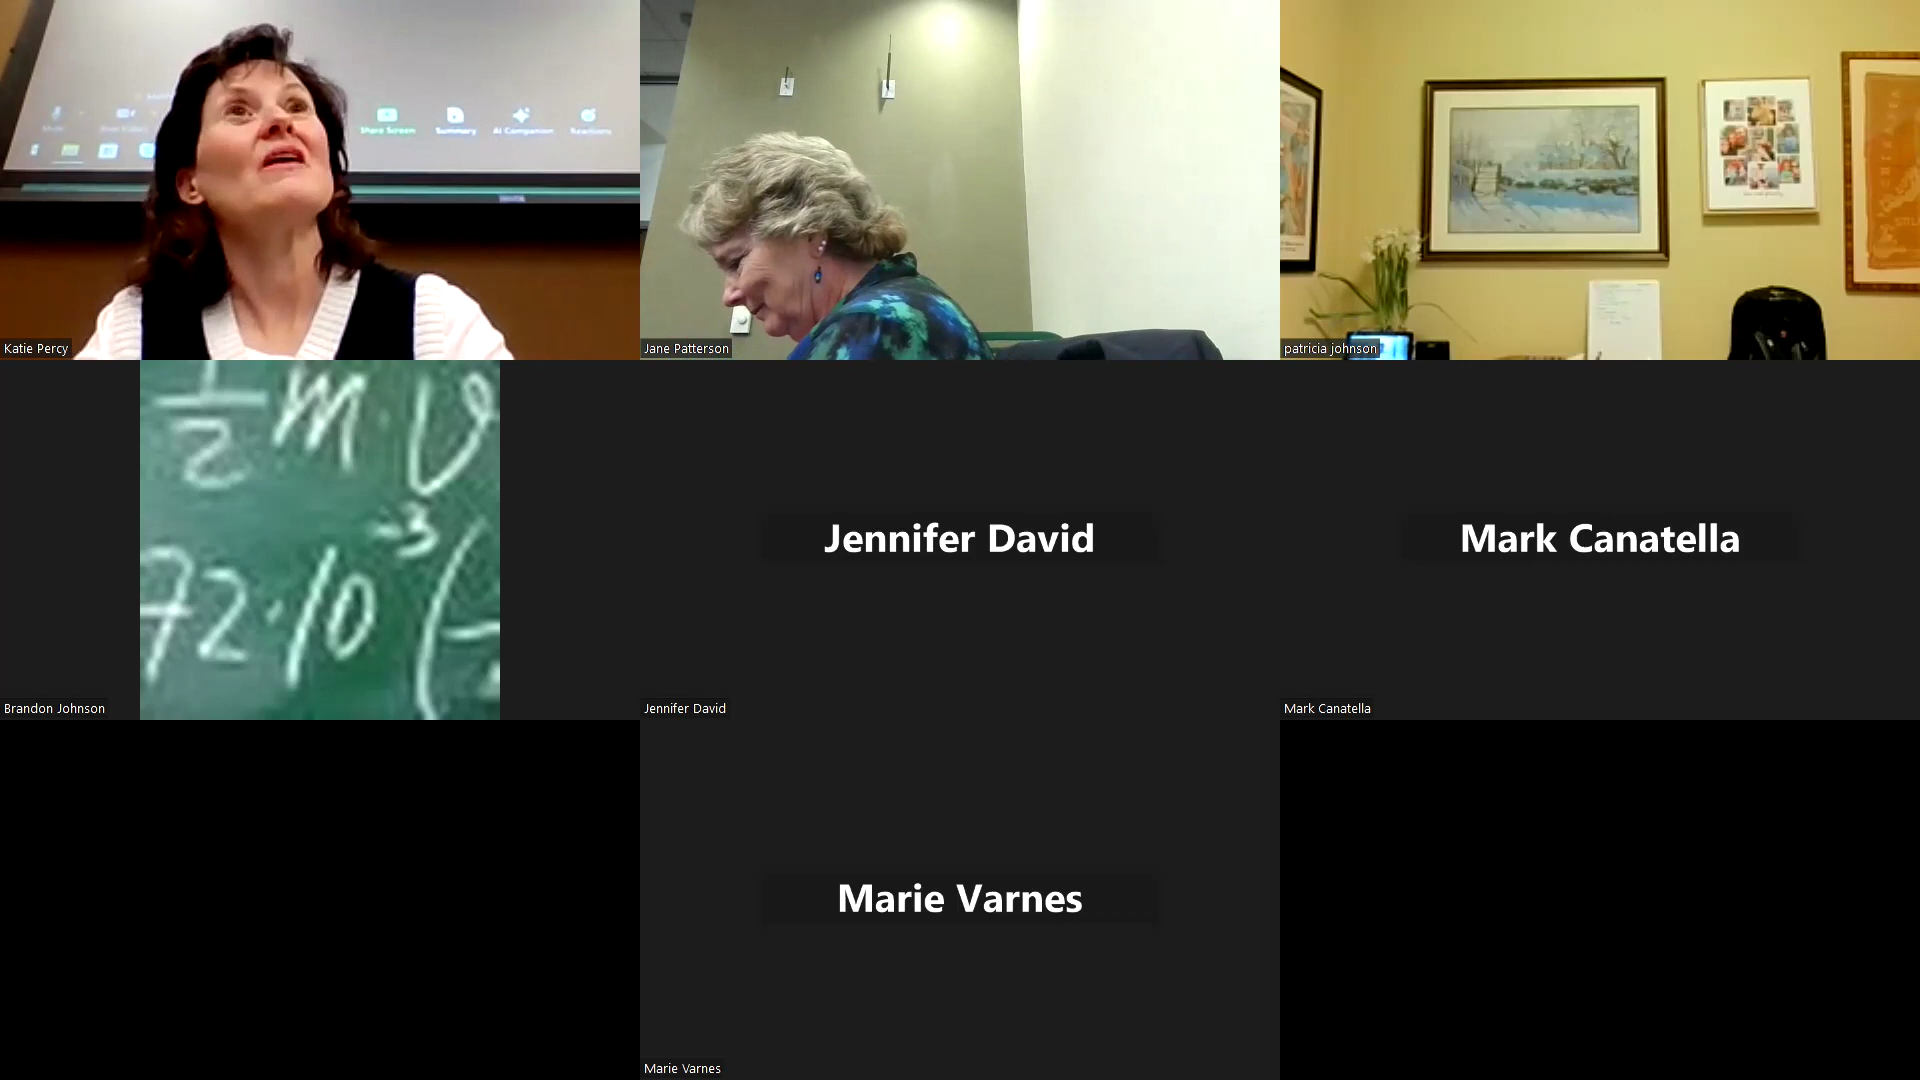 Share Screen
Summary
AI Companion
Reactions
Katie Percy
Jane Patterson
patricia johnson
1/2 m · v
72 · 10⁻³ (-
Brandon Johnson
Jennifer David
Jennifer David
Mark Canatella
Mark Canatella
Marie Varnes
Marie Varnes